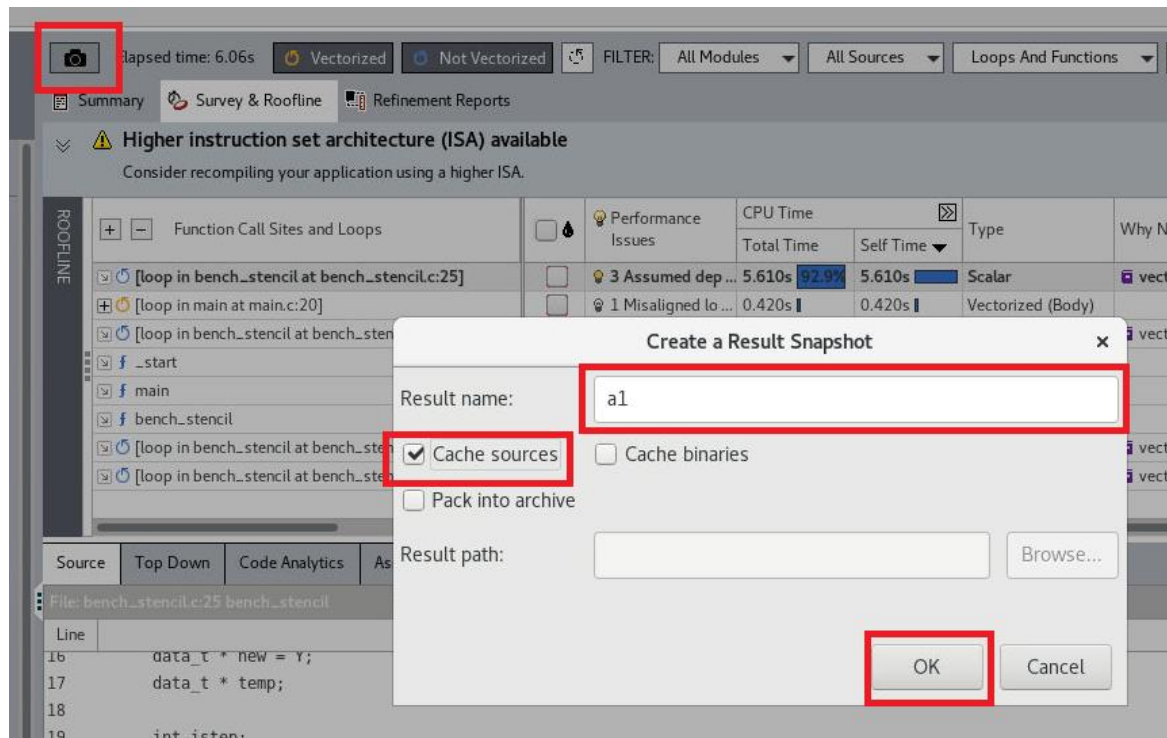 Elapsed time: 6.06s Vectorized Not Vectorized FILTER: All Modules All Sources Loops And Functions
Summary Survey & Roofline Refinement Reports
Higher instruction set architecture (ISA) available
Consider recompiling your application using a higher ISA.
ROOFLINE
+ - Function Call Sites and Loops Performance Issues CPU Time Type Why N
Total Time Self Time
[loop in bench_stencil at bench_stencil.c:25] 3 Assumed dep ... 5.610s 92.9% 5.610s Scalar vect
[loop in main at main.c:20] 1 Misaligned lo ... 0.420s 0.420s Vectorized (Body)
[loop in bench_stencil at bench_sten vect
f _start
f main
f bench_stencil
[loop in bench_stencil at bench_sten vect
[loop in bench_stencil at bench_sten vect
Create a Result Snapshot ×
Result name: a1
Cache sources Cache binaries
Pack into archive
Result path: Browse...
OK Cancel
Source Top Down Code Analytics As
File: bench_stencil.c:25 bench_stencil
Line
16 data_t * new = Y;
17 data_t * temp;
18
19 int istep;